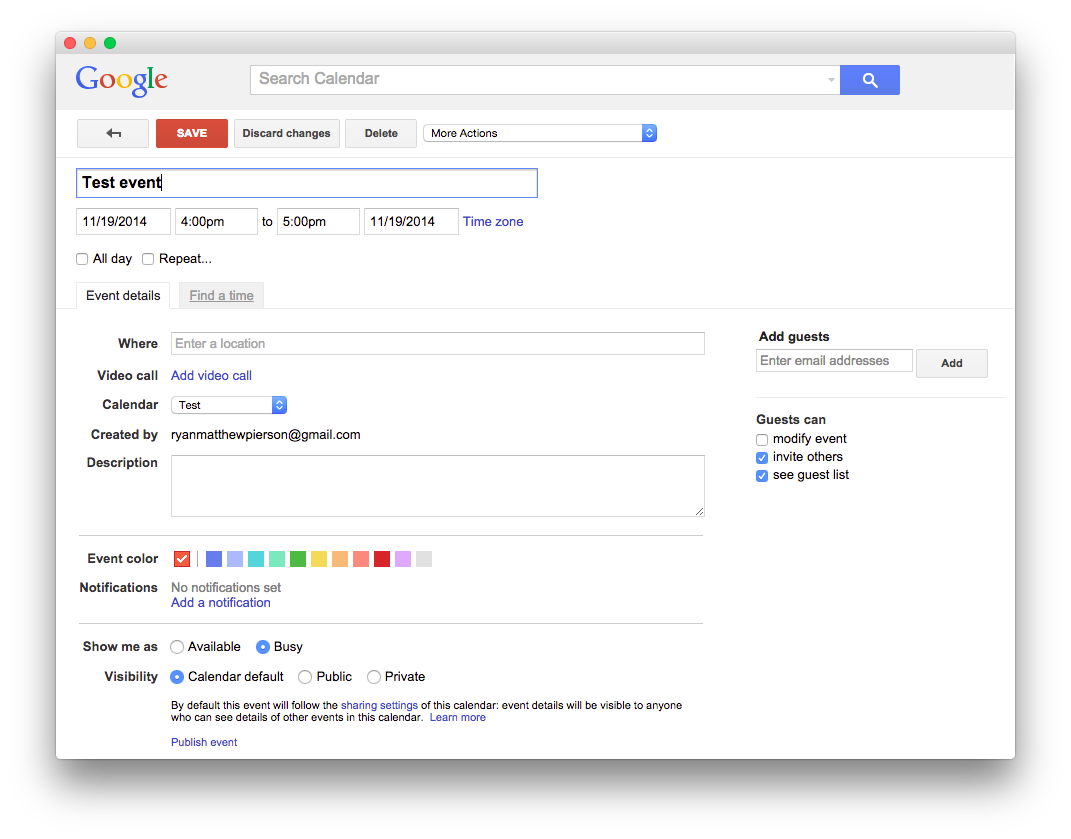 Google
Search Calendar
SAVE Discard changes Delete More Actions
Test event
11/19/2014 4:00pm to 5:00pm 11/19/2014 Time zone
All day Repeat...
Event details Find a time
Where Enter a location
Video call Add video call
Calendar Test
Created by ryanmatthewpierson@gmail.com
Description
Add guests
Enter email addresses Add
Guests can
modify event
invite others
see guest list
Event color
Notifications No notifications set
Add a notification
Show me as Available Busy
Visibility Calendar default Public Private
By default this event will follow the sharing settings of this calendar: event details will be visible to anyone
who can see details of other events in this calendar. Learn more
Publish event